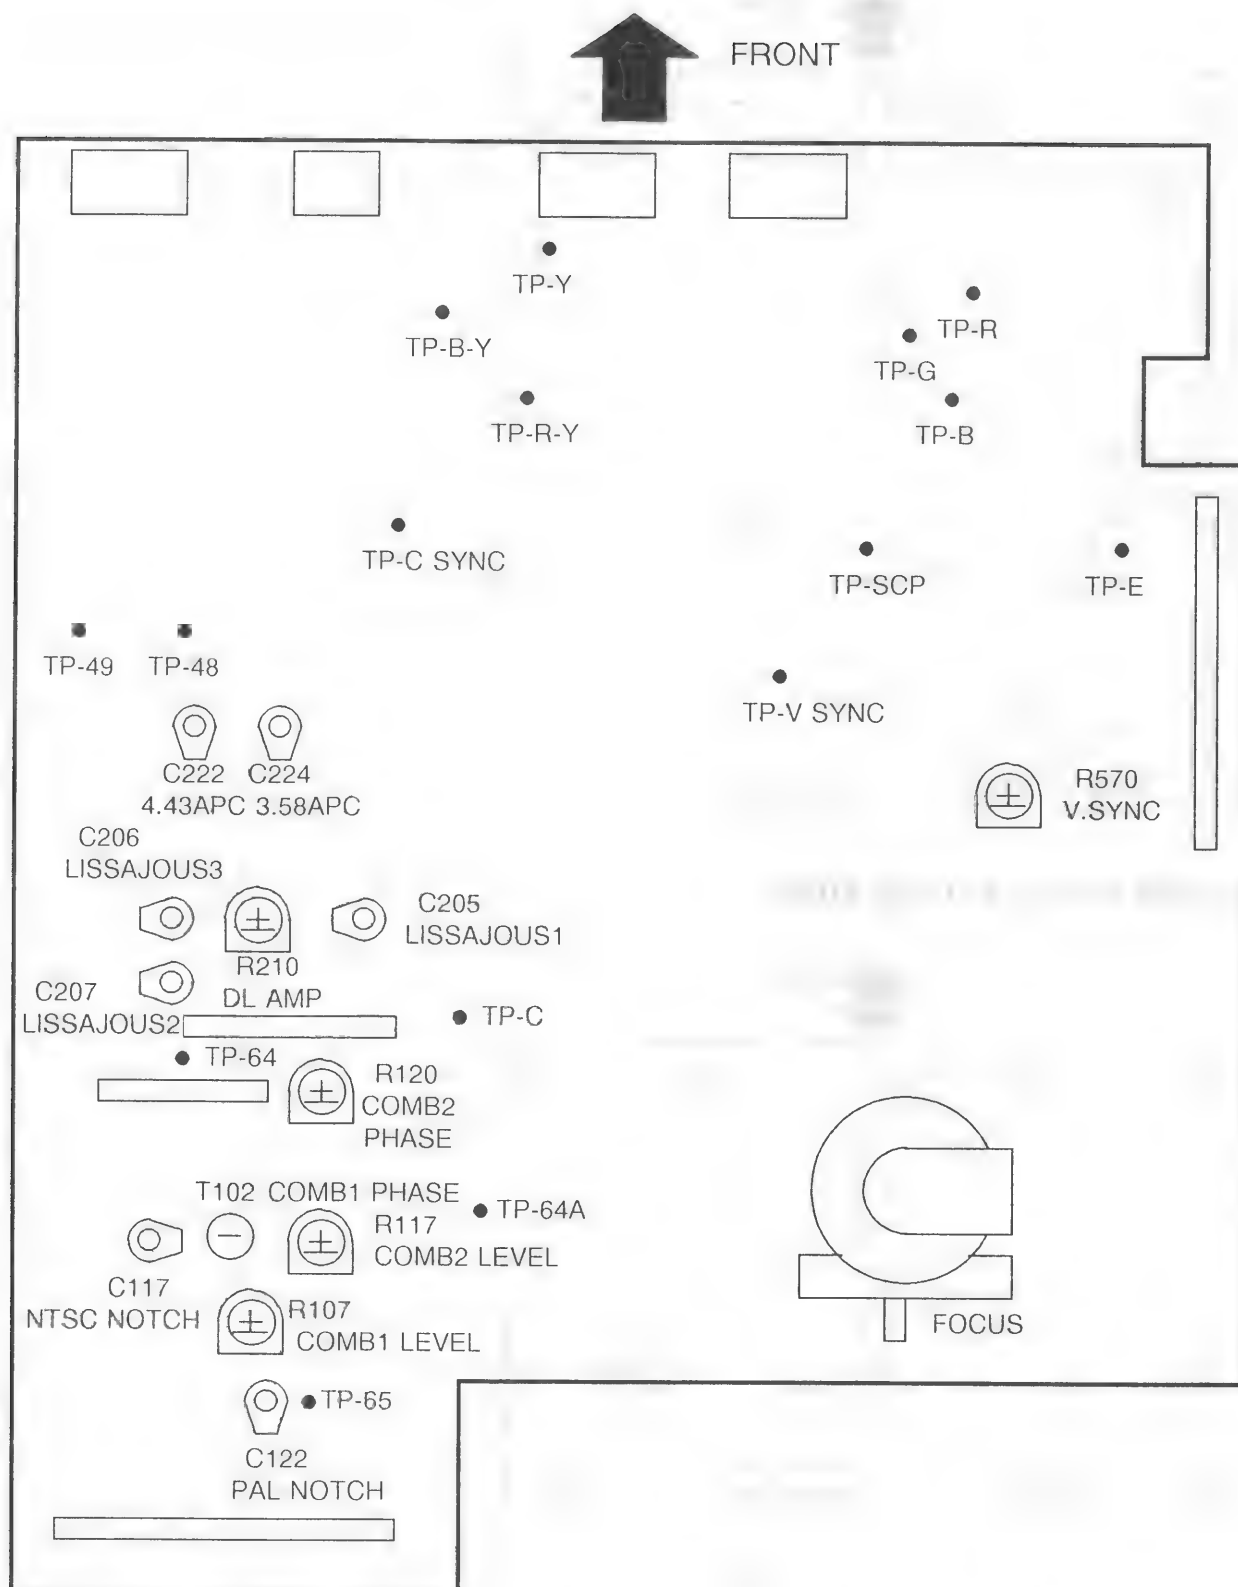 FRONT
TP-Y
TP-B-Y
TP-R
TP-G
TP-R-Y
TP-B
TP-C SYNC
TP-SCP
TP-E
TP-49
TP-48
TP-V SYNC
C222
C224
4.43APC
3.58APC
R570
V.SYNC
C206
LISSAJOUS3
C205
LISSAJOUS1
R210
DL AMP
C207
LISSAJOUS2
TP-C
TP-64
R120
COMB2
PHASE
T102 COMB1 PHASE
TP-64A
R117
COMB2 LEVEL
C117
NTSC NOTCH
R107
COMB1 LEVEL
FOCUS
TP-65
C122
PAL NOTCH